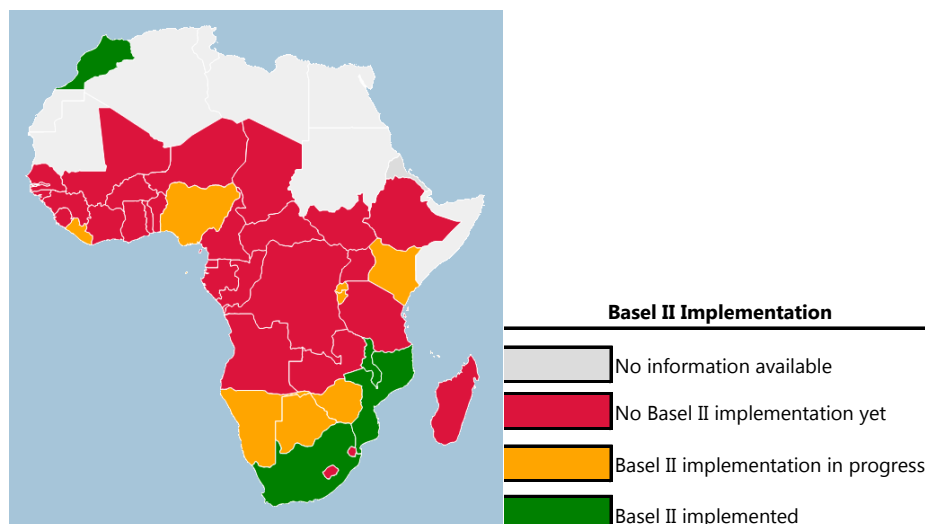 Basel II Implementation
No information available
No Basel II implementation yet
Basel II implementation in progress
Basel II implemented